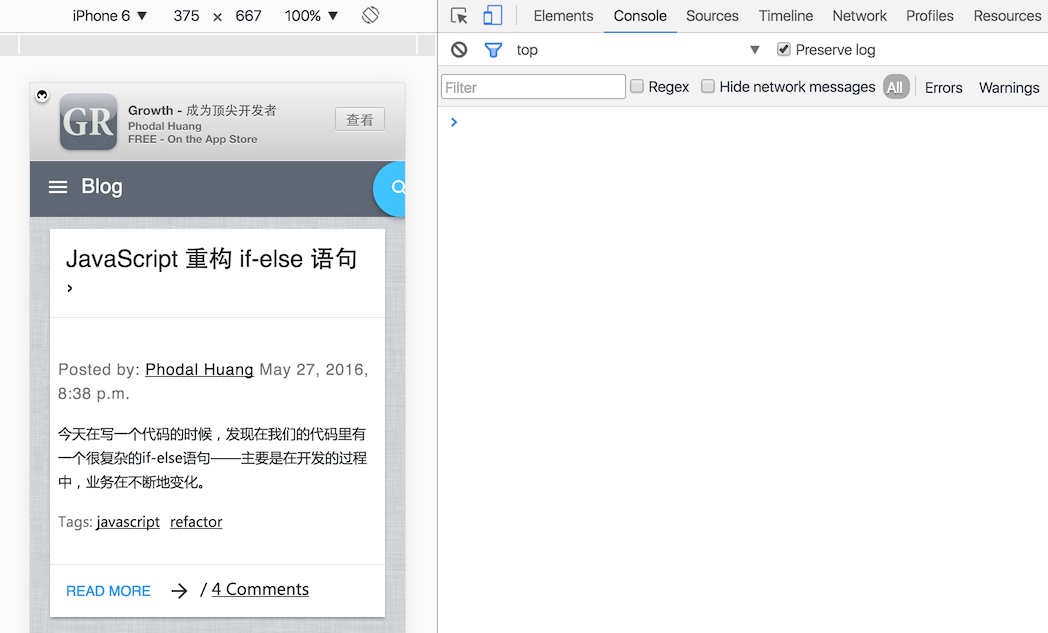 iPhone 6 ▼ 375 × 667 100% ▼
Elements Console Sources Timeline Network Profiles Resources
top ▼ Preserve log
Filter Regex Hide network messages All Errors Warnings
GR
Growth - 成为顶尖开发者
Phodal Huang
FREE - On the App Store
查看
Blog
JavaScript 重构 if-else 语句
›
Posted by: Phodal Huang May 27, 2016,
8:38 p.m.
今天在写一个代码的时候，发现在我们的代码里有
一个很复杂的if-else语句——主要是在开发的过程
中，业务在不断地变化。
Tags: javascript refactor
READ MORE → / 4 Comments